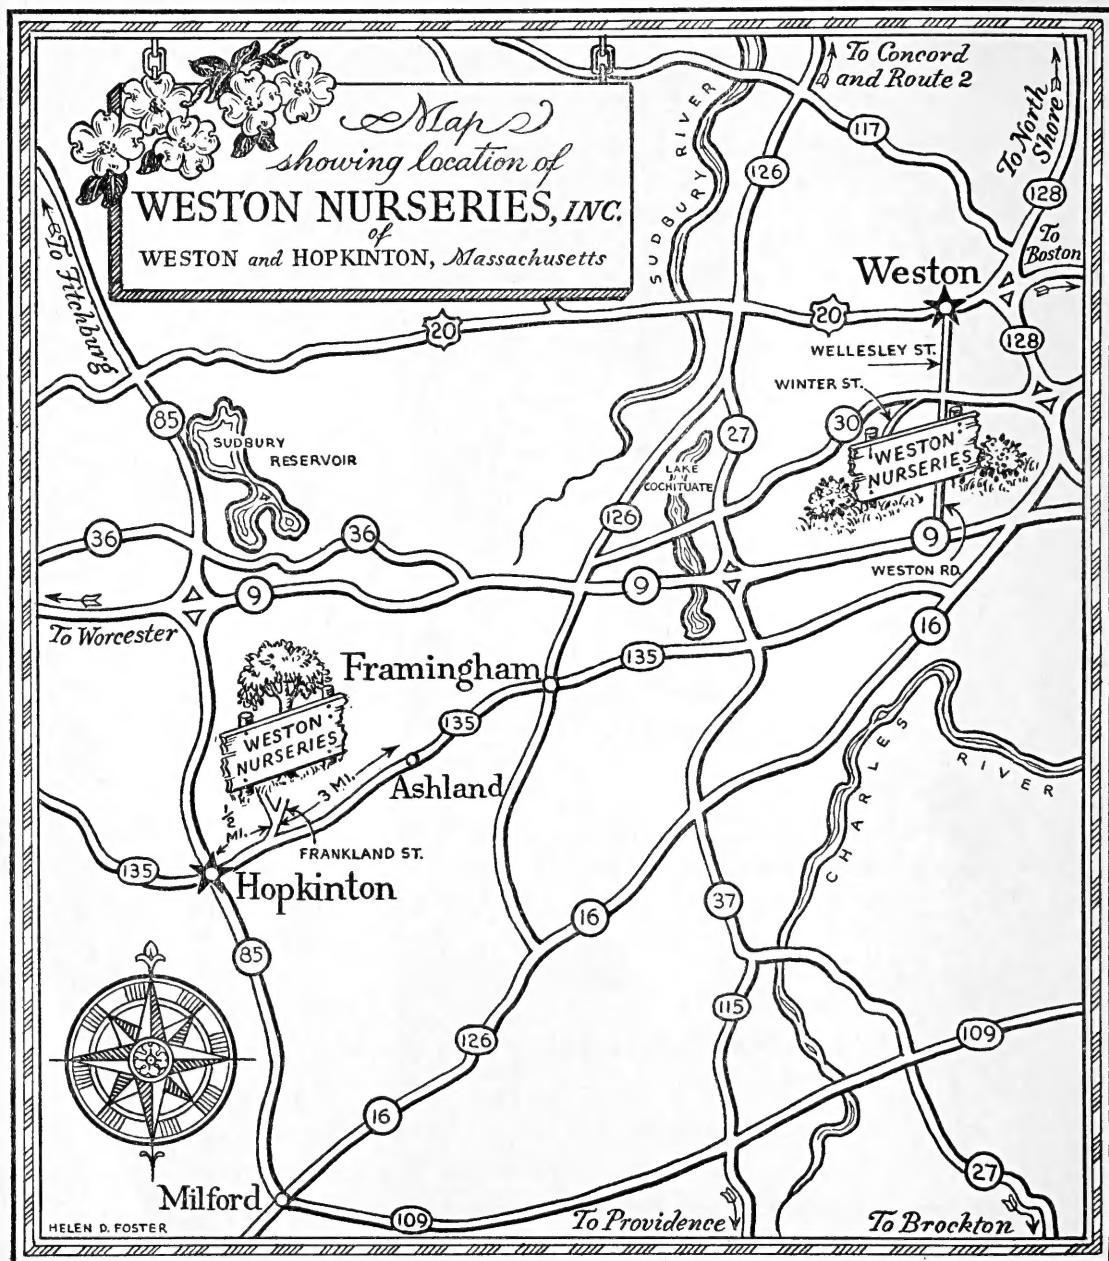 Map
showing location of
WESTON NURSERIES, INC.
of
WESTON and HOPKINTON, Massachusetts
To Concord
and Route 2
To North
Shore
117
126
128
SUDBURY RIVER
To
Boston
Weston
To Fitchburg
20
20
128
WELLESLEY ST.
WINTER ST.
85
30
27
SUDBURY
RESERVOIR
WESTON
NURSERIES
LAKE
COCHITUATE
126
36
36
9
9
9
WESTON RD.
To Worcester
16
Framingham
135
WESTON
NURSERIES
135
CHARLES RIVER
Ashland
3 MI.
1/2
MI.
FRANKLAND ST.
135
Hopkinton
37
16
85
115
126
109
16
27
Milford
109
To Providence
To Brockton
HELEN D. FOSTER